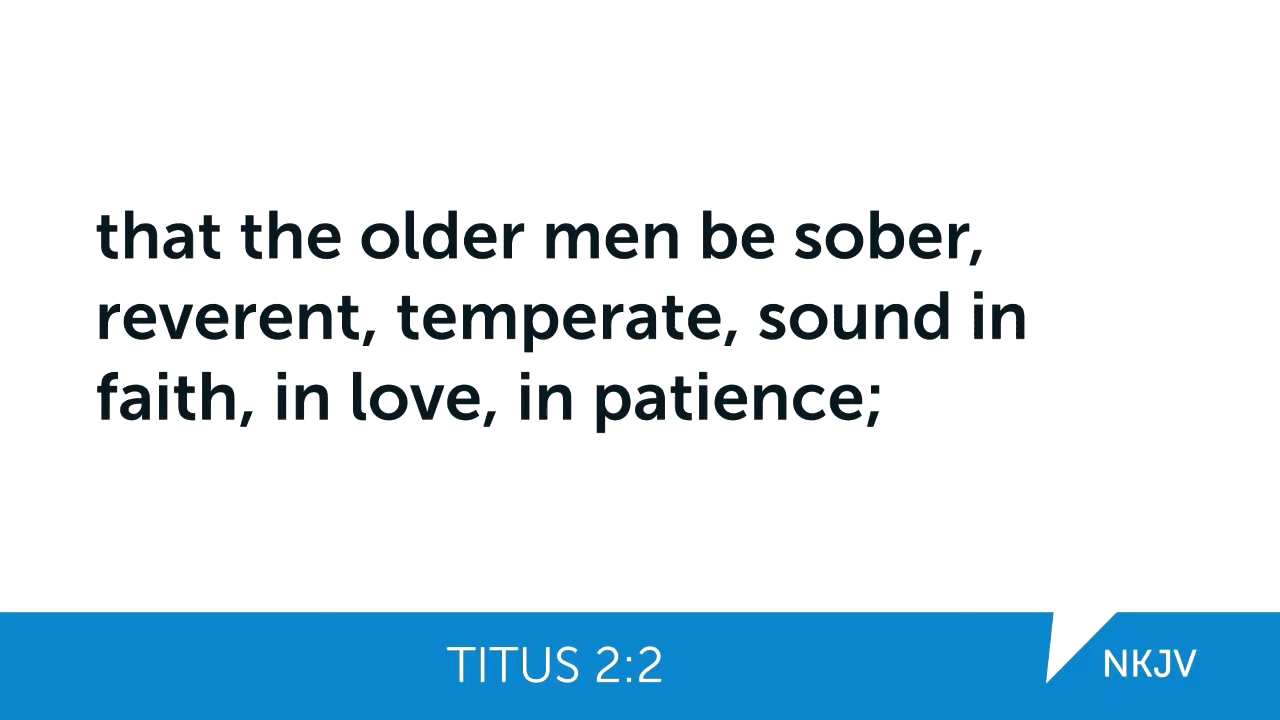 that the older men be sober,
reverent, temperate, sound in
faith, in love, in patience;
TITUS 2:2
NKJV